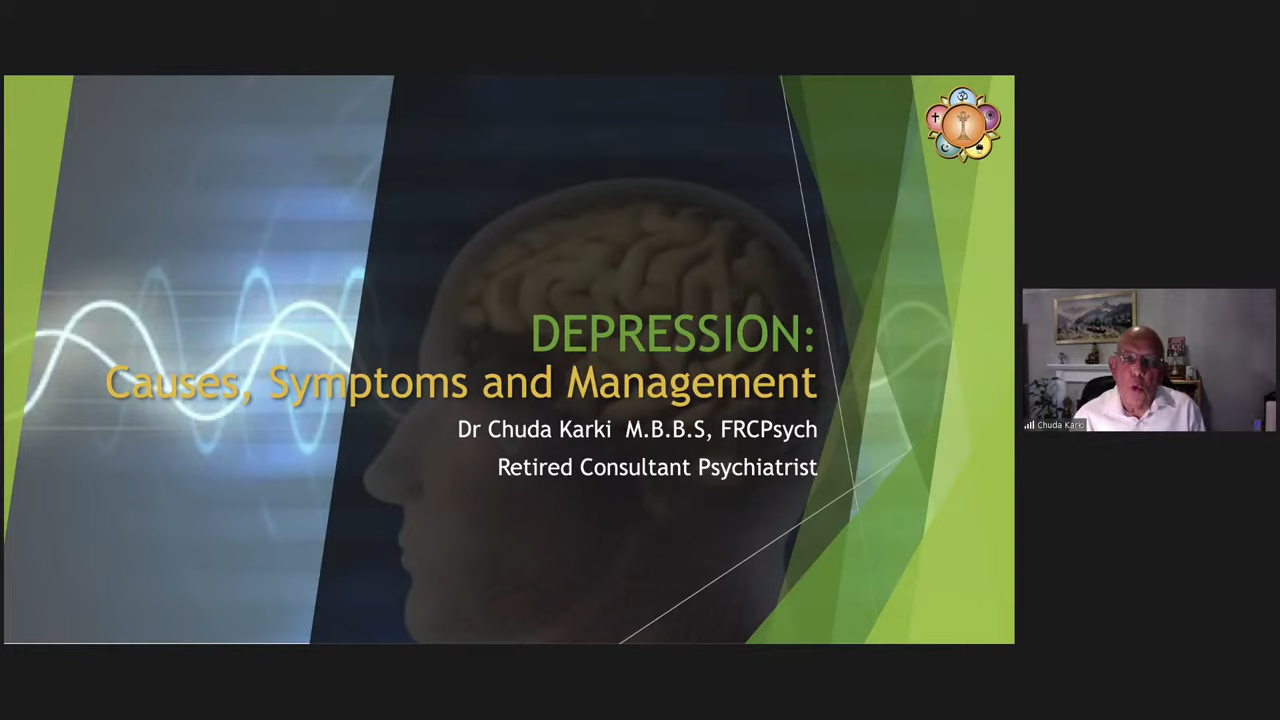 DEPRESSION:
Causes, Symptoms and Management
Dr Chuda Karki M.B.B.S, FRCPsych
Retired Consultant Psychiatrist
Chuda Karki